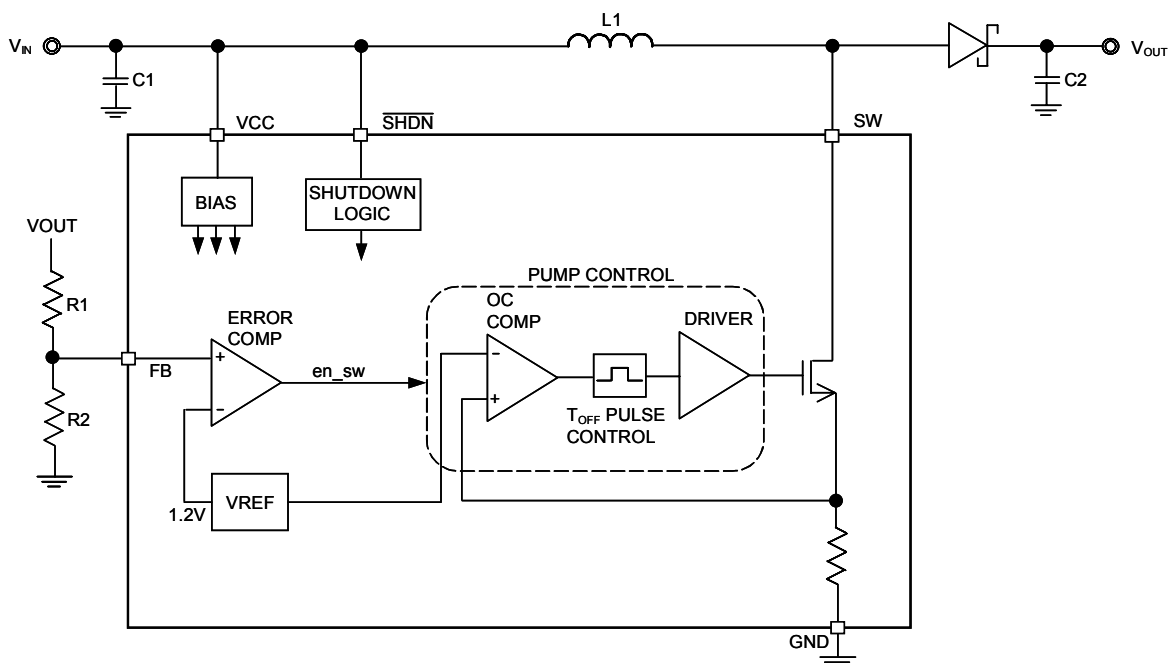 L1
VIN
VOUT
C1
C2
VCC
SHDN
SW
BIAS
SHUTDOWN
LOGIC
VOUT
R1
R2
FB
ERROR
COMP
+
−
en_sw
PUMP CONTROL
OC
COMP
−
+
DRIVER
TOFF PULSE
CONTROL
1.2V
VREF
GND